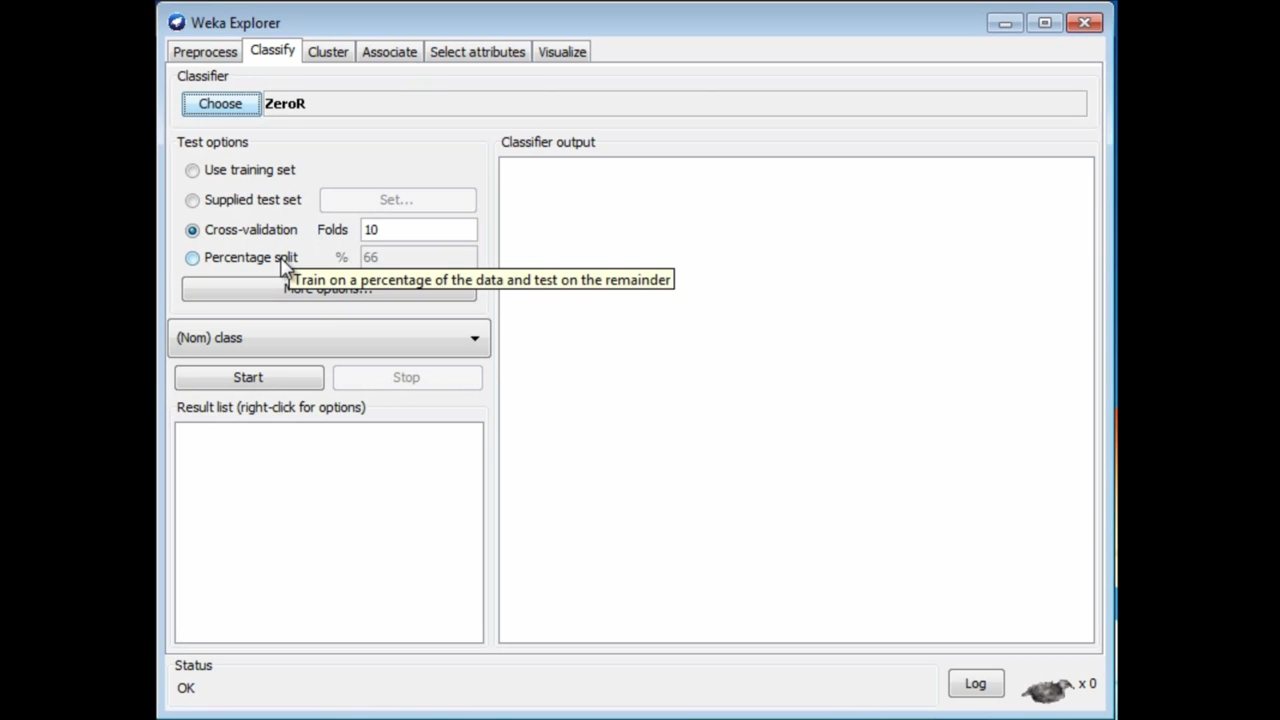 Weka Explorer
Preprocess Classify Cluster Associate Select attributes Visualize
Classifier
Choose ZeroR
Test options
Classifier output
Use training set
Supplied test set Set...
Cross-validation Folds 10
Percentage split % 66
Train on a percentage of the data and test on the remainder
More options...
(Nom) class
Start Stop
Result list (right-click for options)
Status
OK
Log x 0